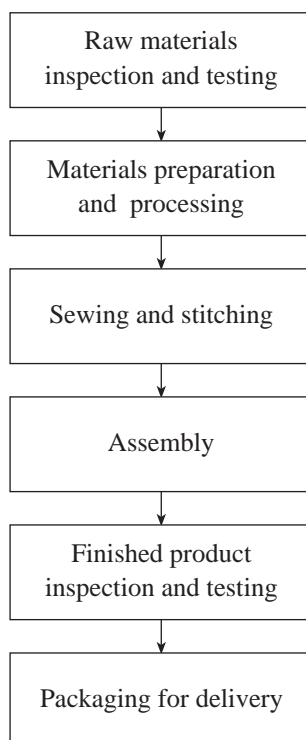 Raw materials
inspection and testing
Materials preparation
and processing
Sewing and stitching
Assembly
Finished product
inspection and testing
Packaging for delivery